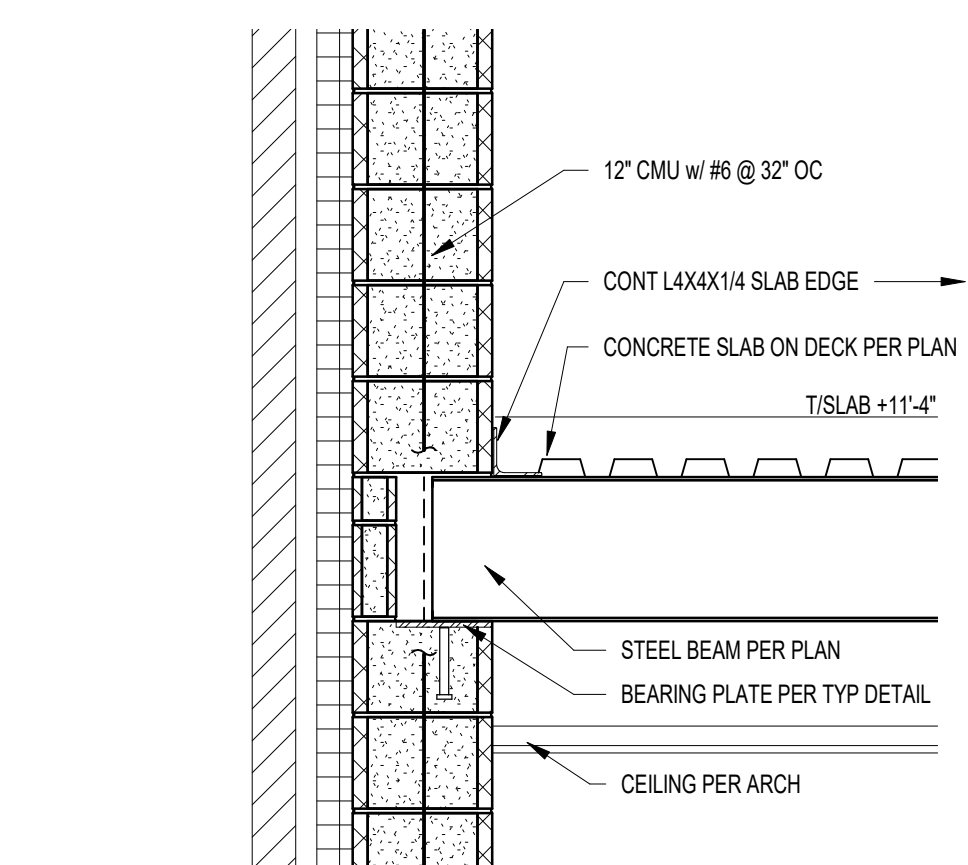 12" CMU w/ #6 @ 32" OC
CONT L4X4X1/4 SLAB EDGE
CONCRETE SLAB ON DECK PER PLAN
T/SLAB +11'-4"
STEEL BEAM PER PLAN
BEARING PLATE PER TYP DETAIL
CEILING PER ARCH